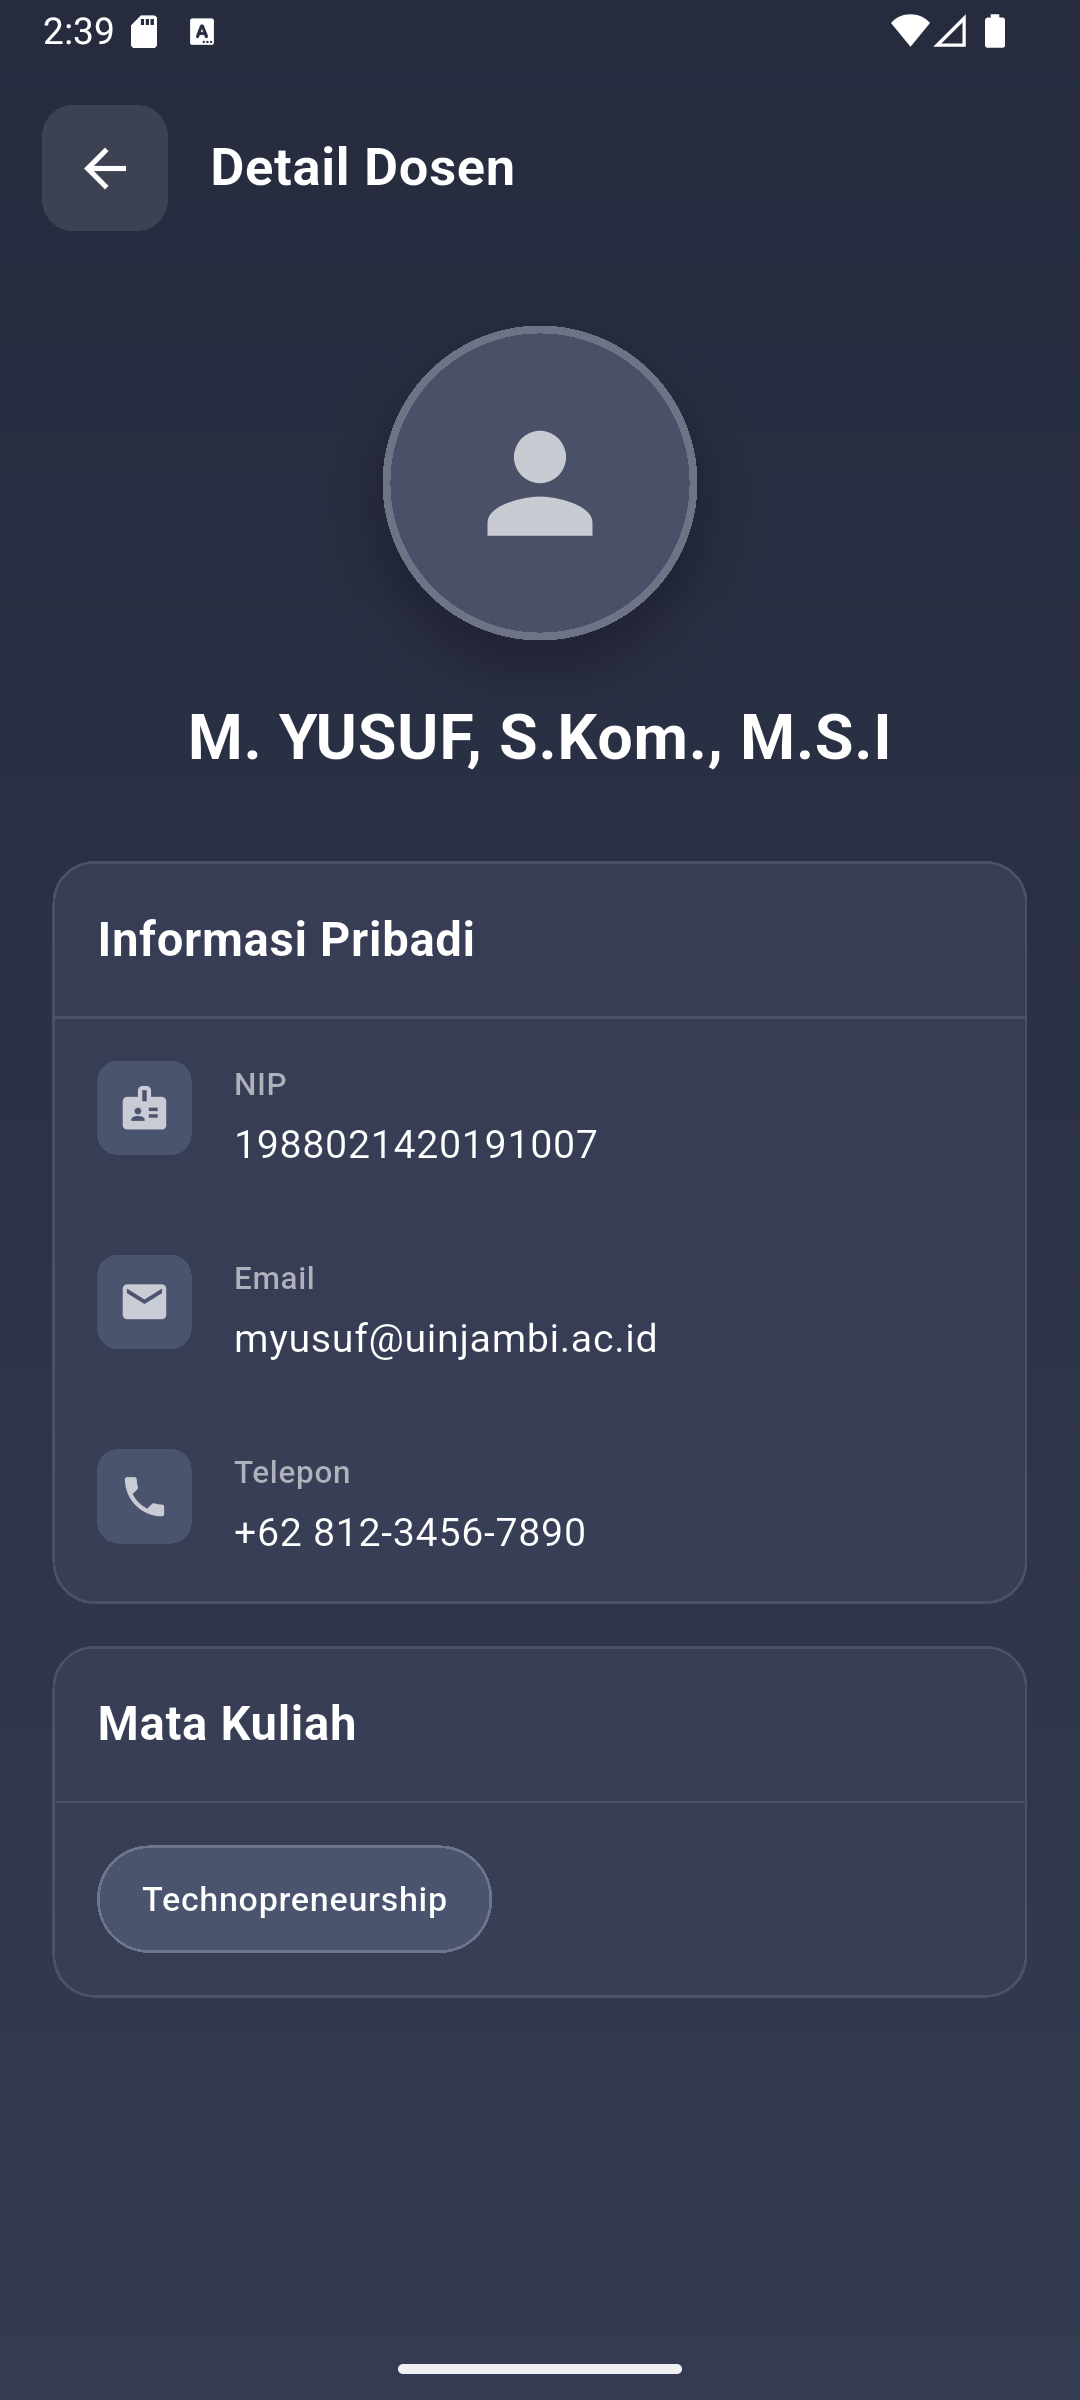 2:39
Detail Dosen
M. YUSUF, S.Kom., M.S.I
Informasi Pribadi
NIP
1988021420191007
Email
myusuf@uinjambi.ac.id
Telepon
+62 812-3456-7890
Mata Kuliah
Technopreneurship